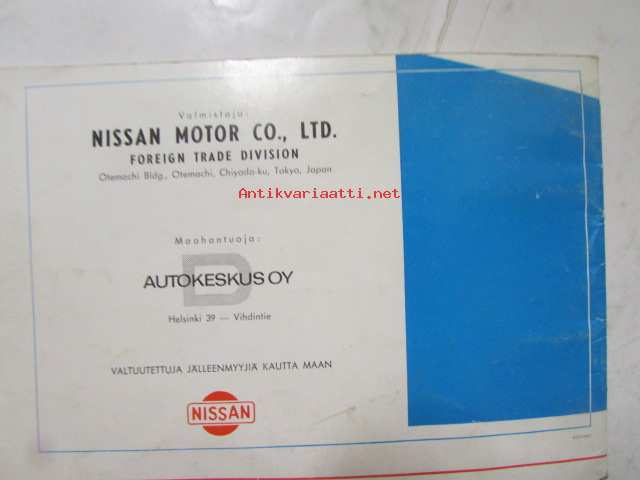 Valmistaja:
NISSAN MOTOR CO., LTD.
FOREIGN TRADE DIVISION
Otemachi Bldg., Otemachi, Chiyoda-ku, Tokyo, Japan
Antikvariaatti.net
Maahantuoja:
D
AUTOKESKUS OY
Helsinki 39 — Vihdintie
VALTUUTETTUJA JÄLLEENMYYJIÄ KAUTTA MAAN
NISSAN